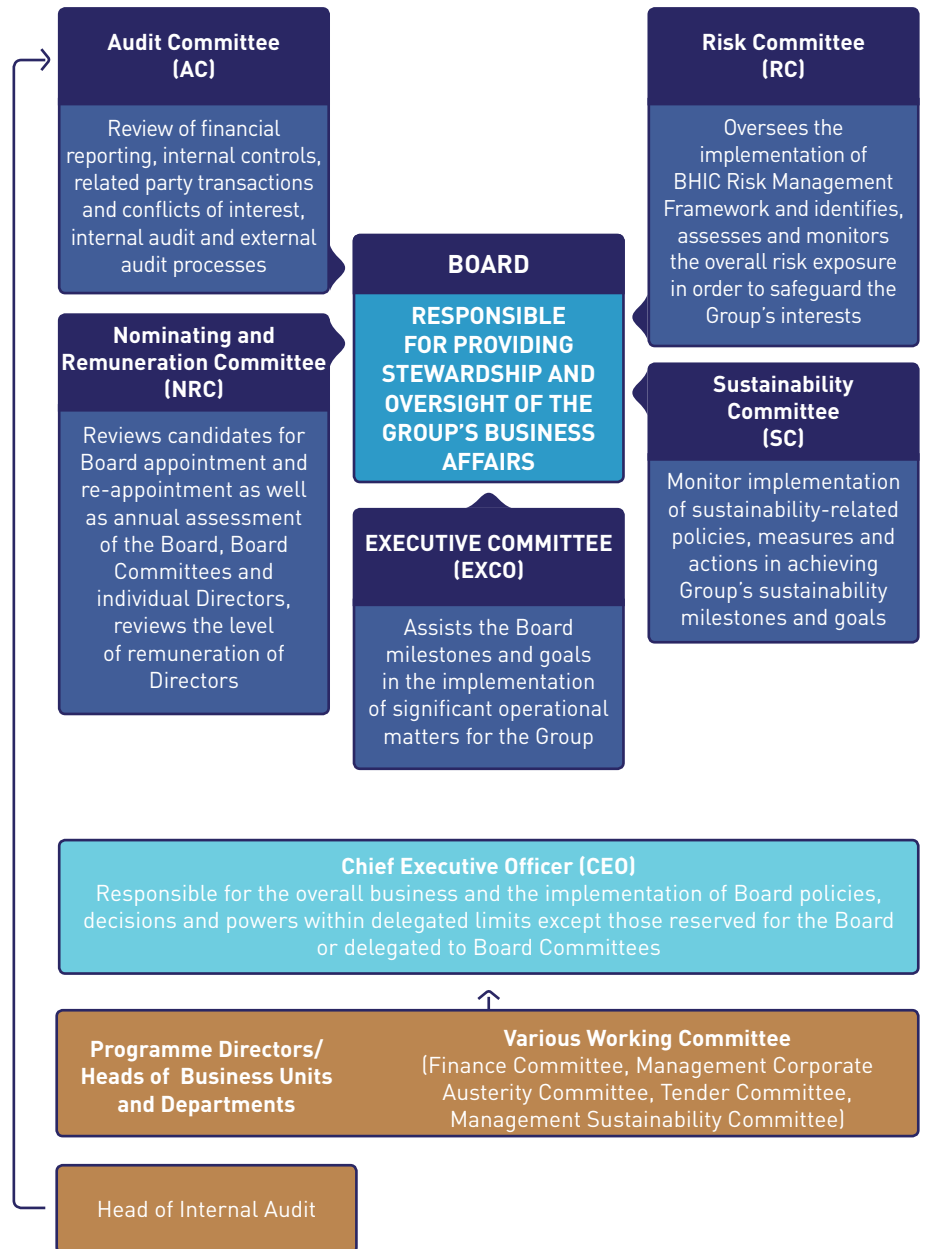 Audit Committee
(AC)
Review of financial
reporting, internal controls,
related party transactions
and conflicts of interest,
internal audit and external
audit processes
Nominating and
Remuneration Committee
(NRC)
Reviews candidates for
Board appointment and
re-appointment as well
as annual assessment
of the Board, Board
Committees and
individual Directors,
reviews the level
of remuneration of
Directors
BOARD
RESPONSIBLE
FOR PROVIDING
STEWARDSHIP AND
OVERSIGHT OF THE
GROUP’S BUSINESS
AFFAIRS
EXECUTIVE COMMITTEE
(EXCO)
Assists the Board
milestones and goals
in the implementation
of significant operational
matters for the Group
Risk Committee
(RC)
Oversees the
implementation of
BHIC Risk Management
Framework and identifies,
assesses and monitors
the overall risk exposure
in order to safeguard the
Group’s interests
Sustainability
Committee
(SC)
Monitor implementation
of sustainability-related
policies, measures and
actions in achieving
Group’s sustainability
milestones and goals
Chief Executive Officer (CEO)
Responsible for the overall business and the implementation of Board policies,
decisions and powers within delegated limits except those reserved for the Board
or delegated to Board Committees
Programme Directors/
Heads of Business Units
and Departments
Various Working Committee
(Finance Committee, Management Corporate
Austerity Committee, Tender Committee,
Management Sustainability Committee)
Head of Internal Audit